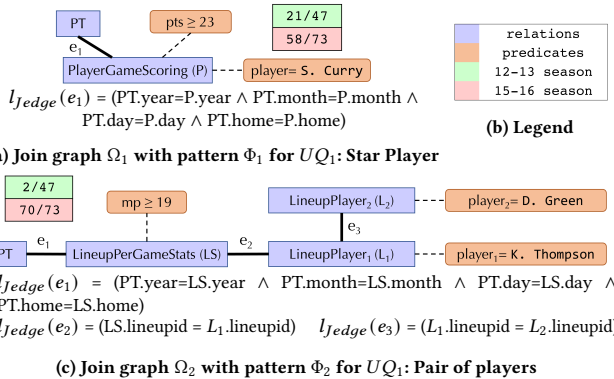 PT
pts ≥ 23
21/47
58/73
e1
PlayerGameScoring (P)
player= S. Curry
l_Jedge(e1) = (PT.year=P.year ∧ PT.month=P.month ∧
PT.day=P.day ∧ PT.home=P.home)
relations
predicates
12-13 season
15-16 season
(b) Legend
) Join graph Ω1 with pattern Φ1 for UQ1: Star Player
2/47
70/73
mp ≥ 19
LineupPlayer2 (L2)
player2= D. Green
e3
PT
e1
LineupPerGameStats (LS)
e2
LineupPlayer1 (L1)
player1= K. Thompson
l_Jedge(e1) = (PT.year=LS.year ∧ PT.month=LS.month ∧ PT.day=LS.day ∧
PT.home=LS.home)
l_Jedge(e2) = (LS.lineupid = L1.lineupid) l_Jedge(e3) = (L1.lineupid = L2.lineupid)
(c) Join graph Ω2 with pattern Φ2 for UQ1: Pair of players